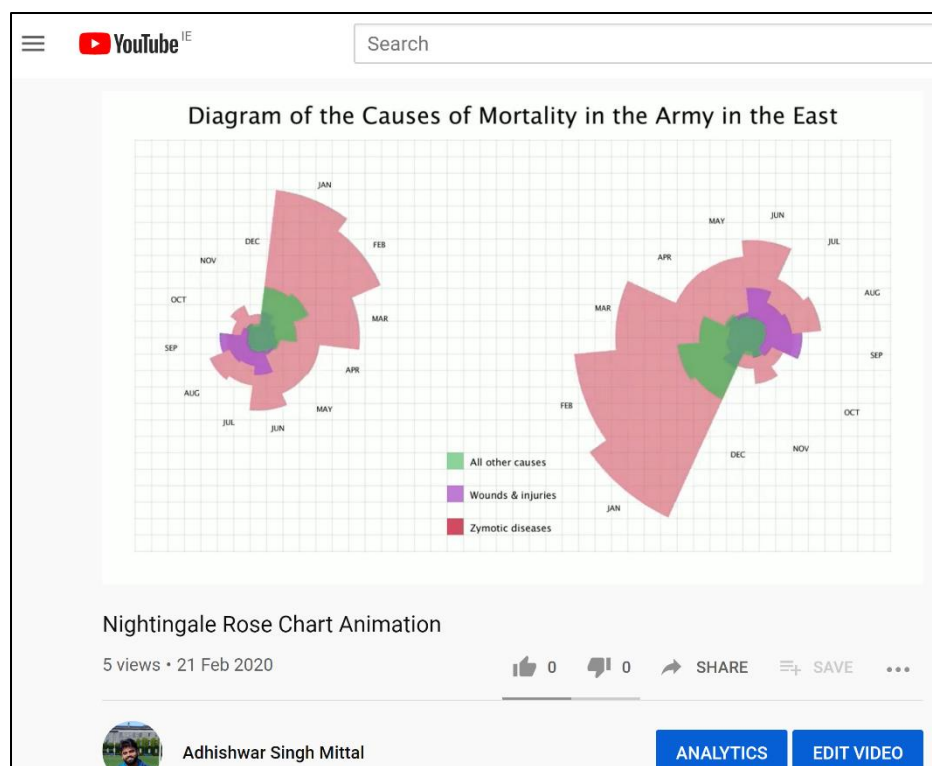 YouTube IE
Search
Diagram of the Causes of Mortality in the Army in the East
JAN
DEC
FEB
NOV
OCT
MAR
SEP
APR
AUG
MAY
JUL
JUN
JUN
MAY
JUL
APR
AUG
MAR
SEP
FEB
OCT
DEC
NOV
JAN
All other causes
Wounds & injuries
Zymotic diseases
Nightingale Rose Chart Animation
5 views • 21 Feb 2020
0
0
SHARE
SAVE
Adhishwar Singh Mittal
ANALYTICS
EDIT VIDEO